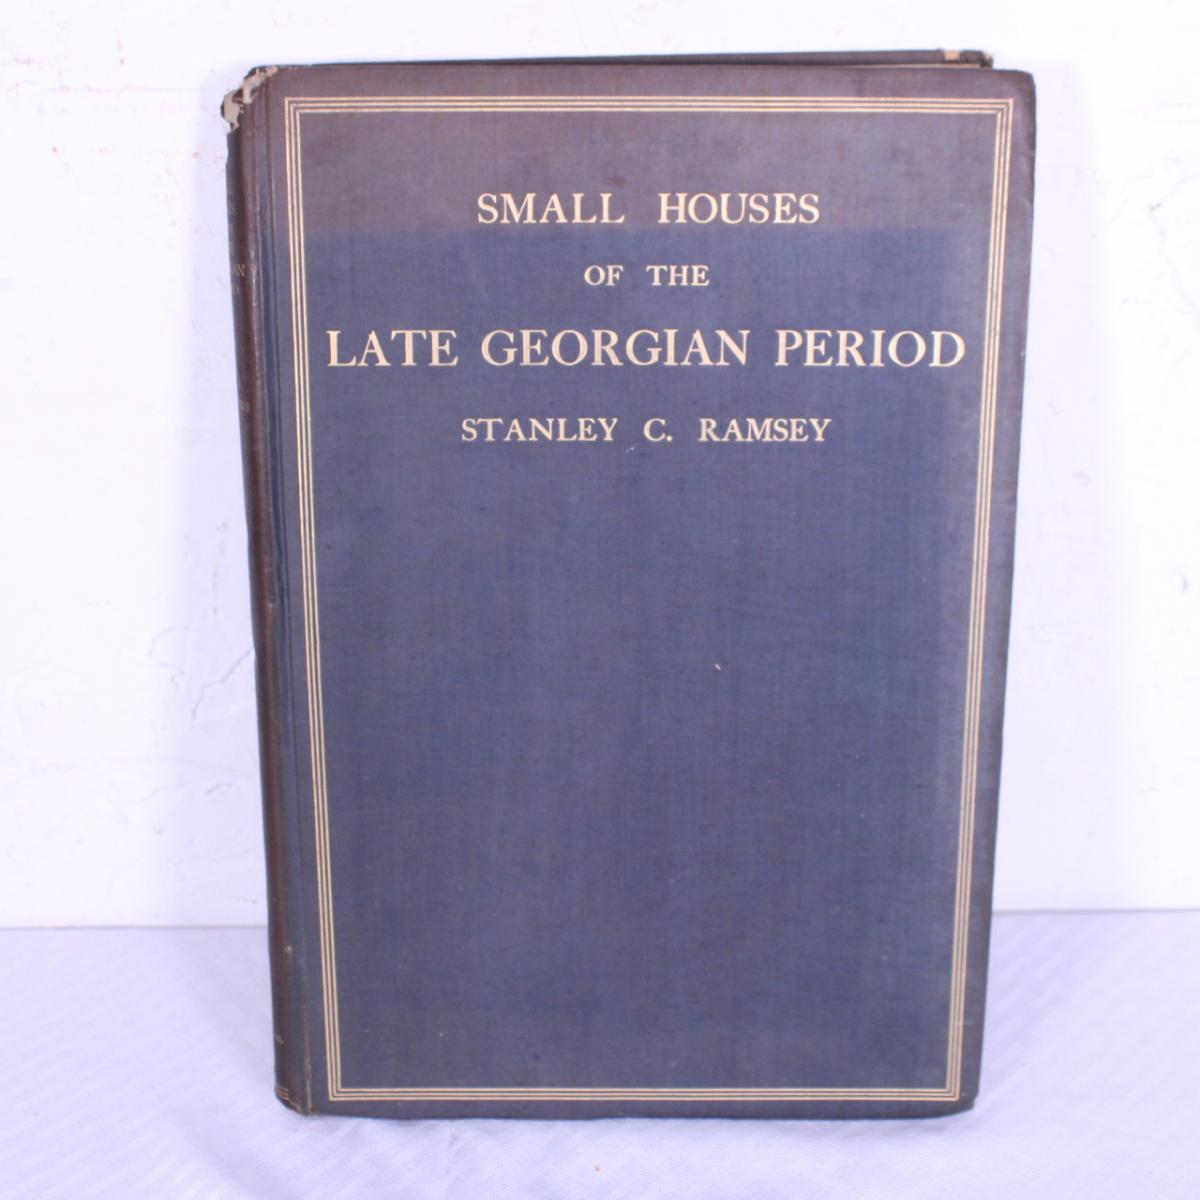 SMALL HOUSES
OF THE
LATE GEORGIAN PERIOD
STANLEY C. RAMSEY